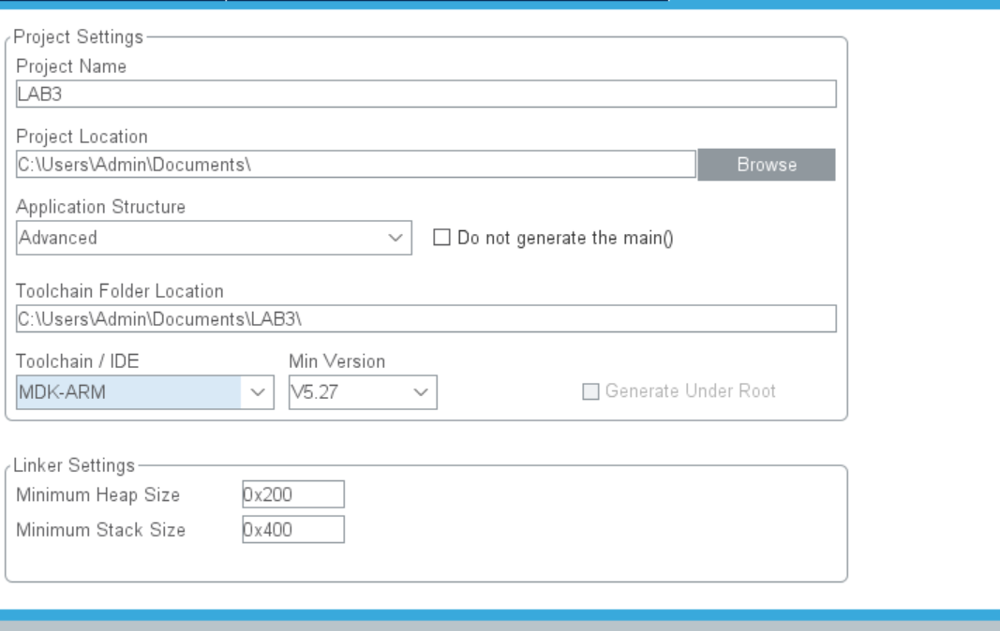 Project Settings
Project Name
LAB3
Project Location
C:\Users\Admin\Documents\
Browse
Application Structure
Advanced
Do not generate the main()
Toolchain Folder Location
C:\Users\Admin\Documents\LAB3\
Toolchain / IDE
Min Version
MDK-ARM
V5.27
Generate Under Root
Linker Settings
Minimum Heap Size
0x200
Minimum Stack Size
0x400